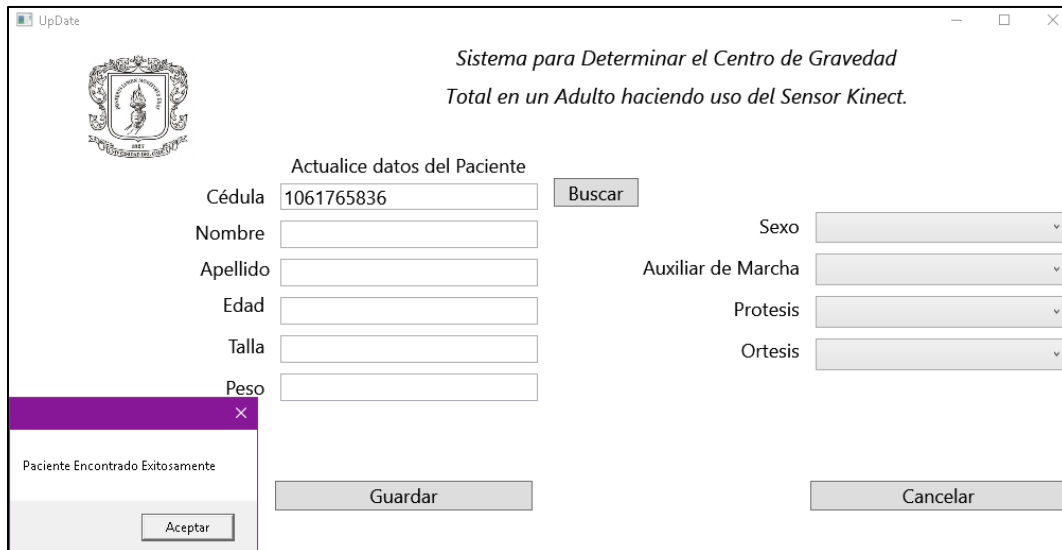 UpDate
Sistema para Determinar el Centro de Gravedad
Total en un Adulto haciendo uso del Sensor Kinect.
Actualice datos del Paciente
Cédula 1061765836 Buscar
Nombre
Apellido
Edad
Talla
Peso
Sexo
Auxiliar de Marcha
Protesis
Ortesis
Paciente Encontrado Exitosamente
Aceptar
Guardar Cancelar